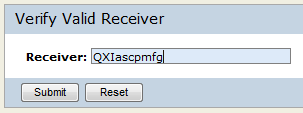 Verify Valid Receiver
Receiver: QXIascpmfg
Submit Reset